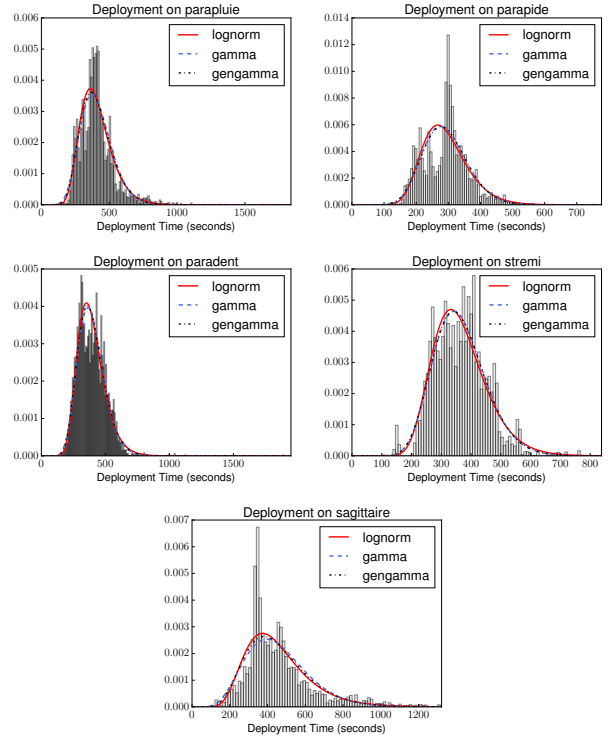 Deployment on parapluie
0.006
0.005
0.004
0.003
0.002
0.001
0.000
lognorm
gamma
gengamma
0 500 1000 1500
Deployment Time (seconds)
Deployment on parapide
0.014
0.012
0.010
0.008
0.006
0.004
0.002
0.000
lognorm
gamma
gengamma
0 100 200 300 400 500 600 700
Deployment Time (seconds)
Deployment on paradent
0.005
0.004
0.003
0.002
0.001
0.000
lognorm
gamma
gengamma
0 500 1000 1500
Deployment Time (seconds)
Deployment on stremi
0.006
0.005
0.004
0.003
0.002
0.001
0.000
lognorm
gamma
gengamma
0 100 200 300 400 500 600 700 800
Deployment Time (seconds)
Deployment on sagittaire
0.007
0.006
0.005
0.004
0.003
0.002
0.001
0.000
lognorm
gamma
gengamma
0 200 400 600 800 1000 1200
Deployment Time (seconds)